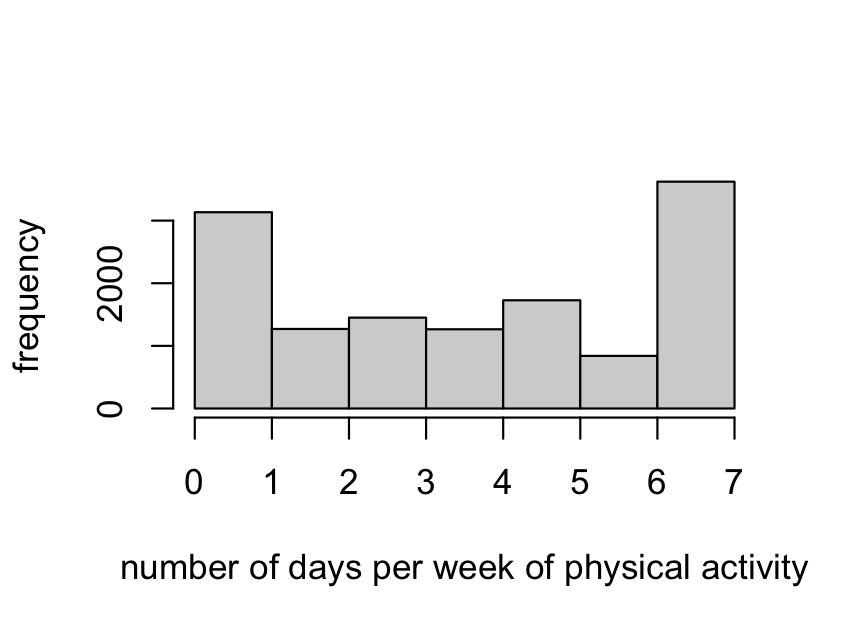 frequency
2000
0
0 1 2 3 4 5 6 7
number of days per week of physical activity